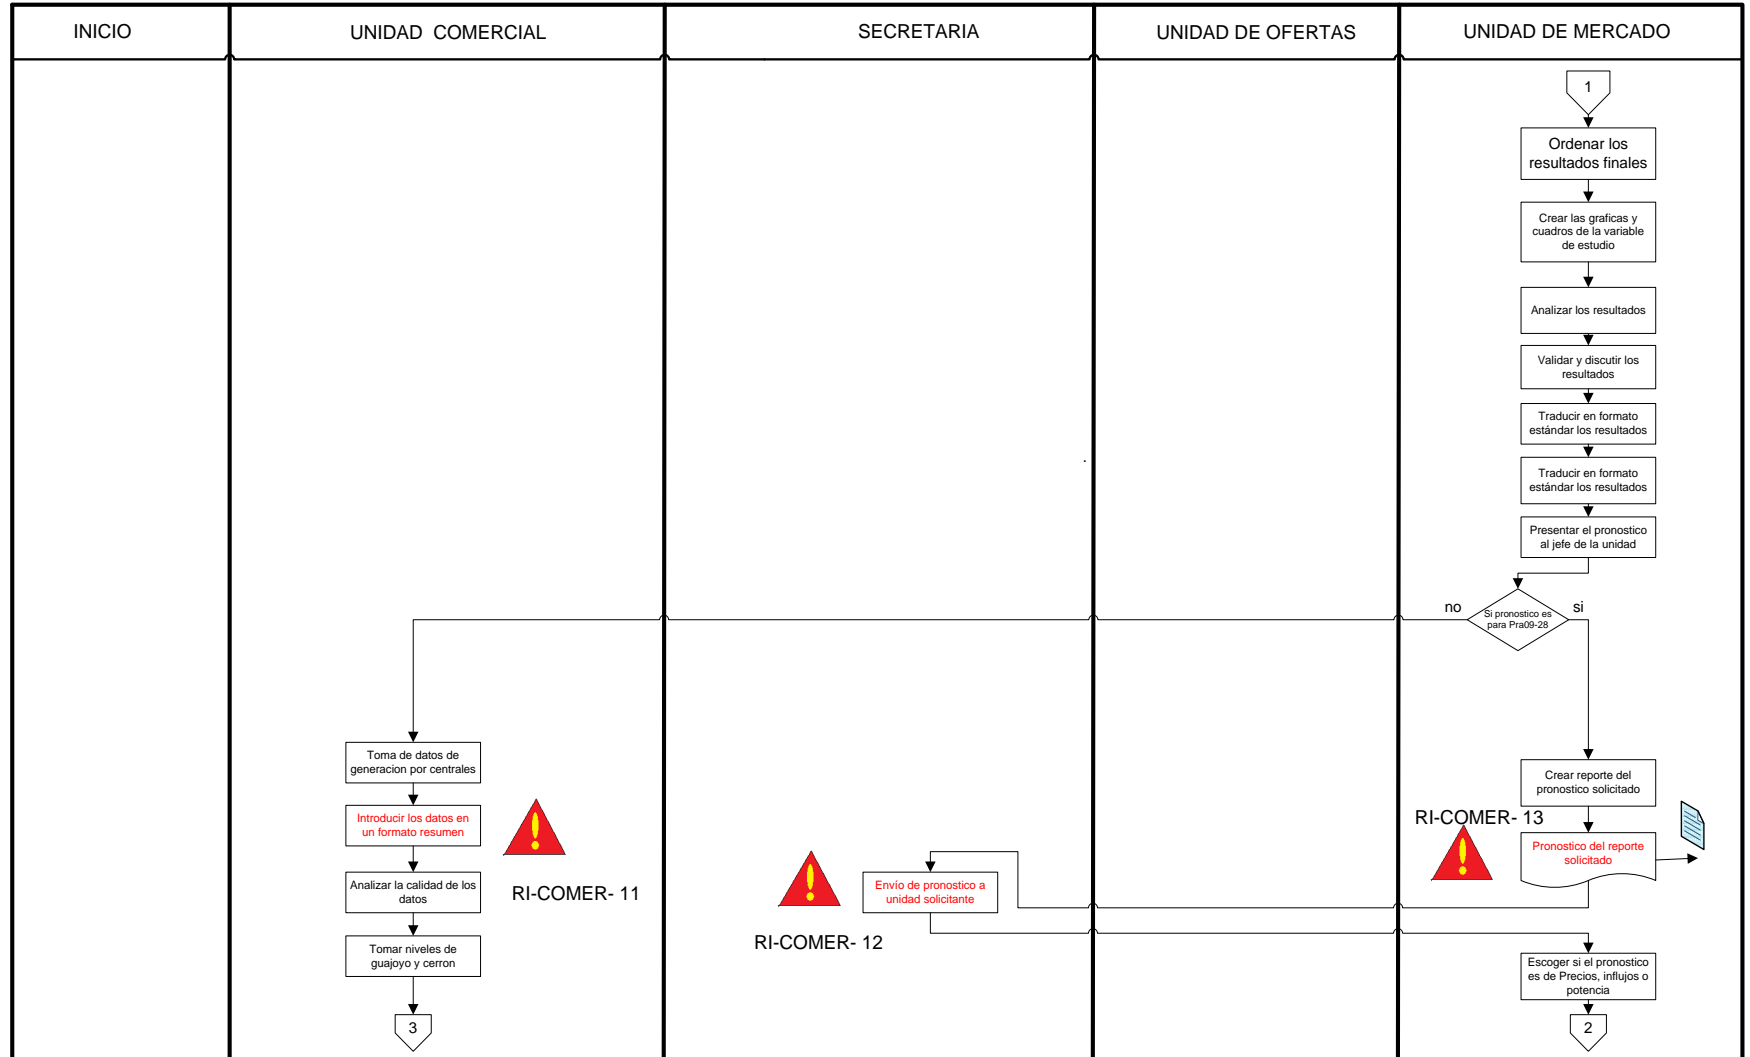 INICIO
UNIDAD COMERCIAL
SECRETARIA
UNIDAD DE OFERTAS
UNIDAD DE MERCADO
1
Ordenar los
resultados finales
Crear las graficas y
cuadros de la variable
de estudio
Analizar los resultados
Validar y discutir los
resultados
Traducir en formato
estándar los resultados
Traducir en formato
estándar los resultados
Presentar el pronostico
al jefe de la unidad
no
Si pronostico es
para Pra09-28
si
Toma de datos de
generacion por centrales
Introducir los datos en
un formato resumen
RI-COMER- 11
Analizar la calidad de los
datos
Tomar niveles de
guajoyo y cerron
3
Envío de pronostico a
unidad solicitante
RI-COMER- 12
Crear reporte del
pronostico solicitado
RI-COMER- 13
Pronostico del reporte
solicitado
Escoger si el pronostico
es de Precios, influjos o
potencia
2